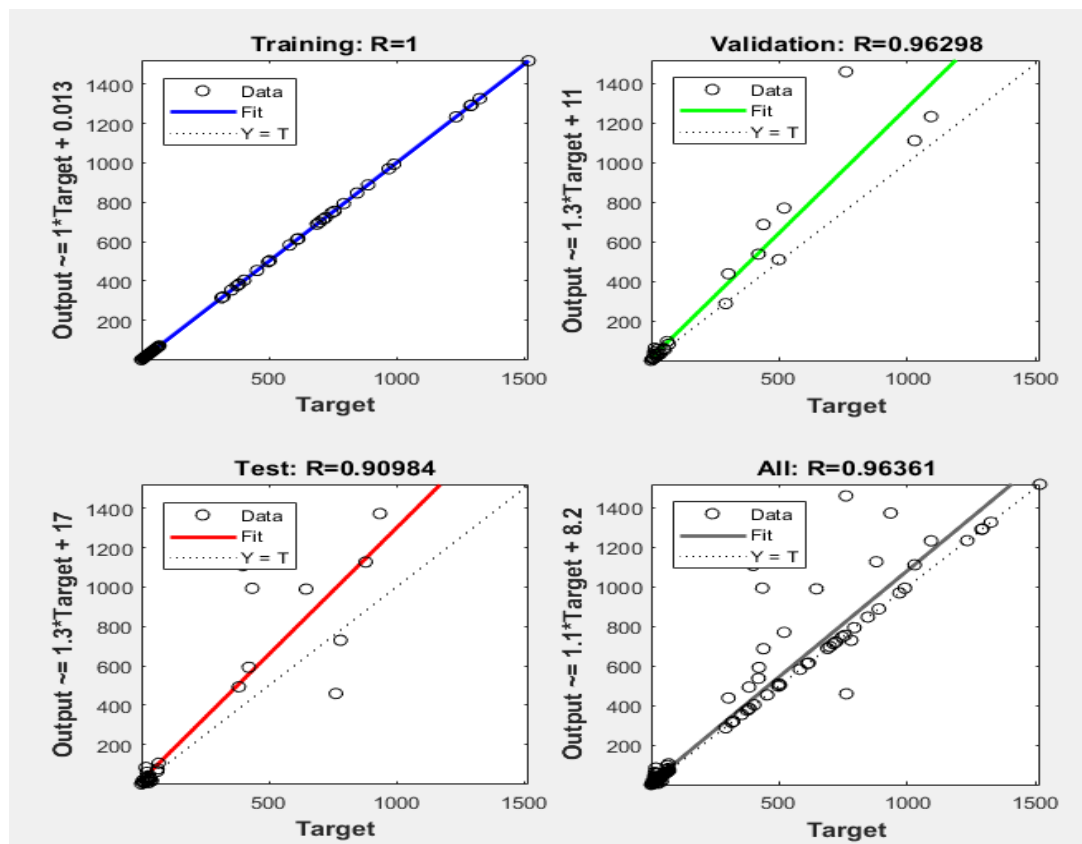 Training: R=1
Output ~= 1*Target + 0.013
Data
Fit
Y = T
1400
1200
1000
800
600
400
200
500
1000
1500
Target
Validation: R=0.96298
Output ~= 1.3*Target + 11
Data
Fit
Y = T
1400
1200
1000
800
600
400
200
500
1000
1500
Target
Test: R=0.90984
Output ~= 1.3*Target + 17
Data
Fit
Y = T
1400
1200
1000
800
600
400
200
500
1000
1500
Target
All: R=0.96361
Output ~= 1.1*Target + 8.2
Data
Fit
Y = T
1400
1200
1000
800
600
400
200
500
1000
1500
Target